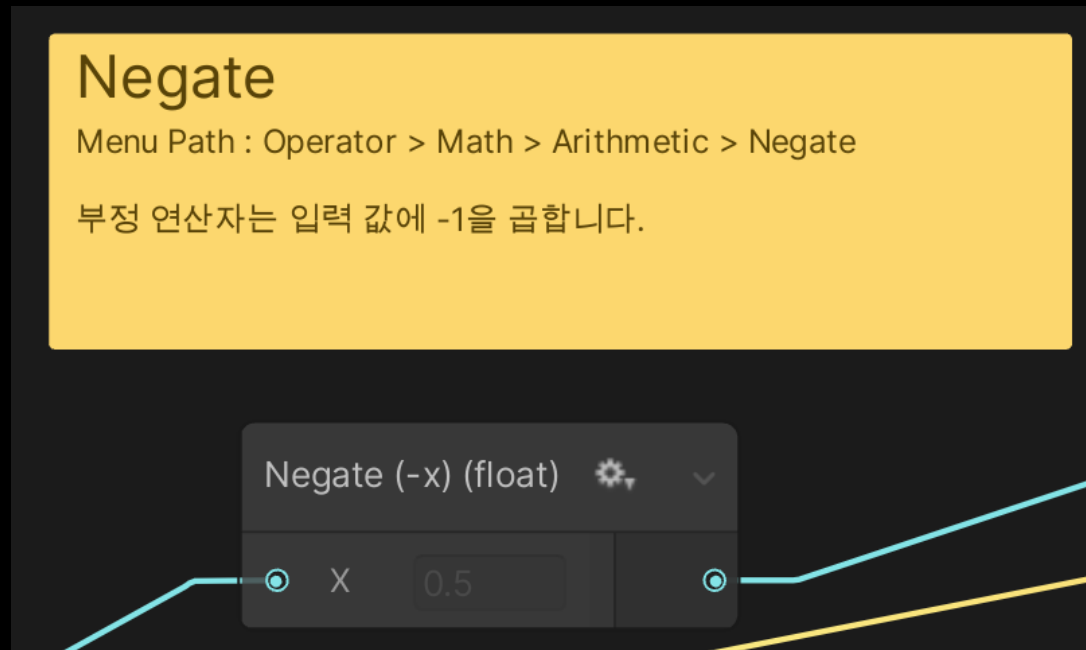 Negate
Menu Path : Operator > Math > Arithmetic > Negate
부정 연산자는 입력 값에 -1을 곱합니다.
Negate (-x) (float)
X 0.5